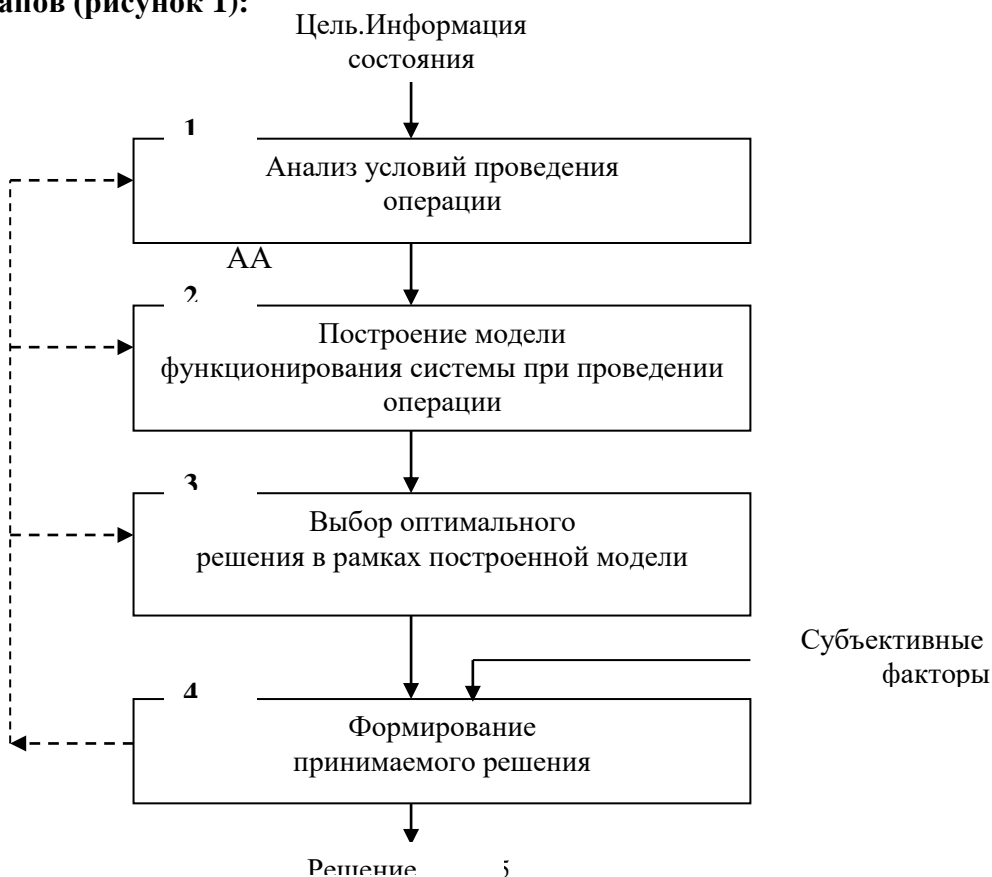 апов (рисунок 1):
Цель.Информация
состояния
1
Анализ условий проведения
операции
АА
2
Построение модели
функционирования системы при проведении
операции
3
Выбор оптимального
решения в рамках построенной модели
Субъективные
факторы
4
Формирование
принимаемого решения
Решение